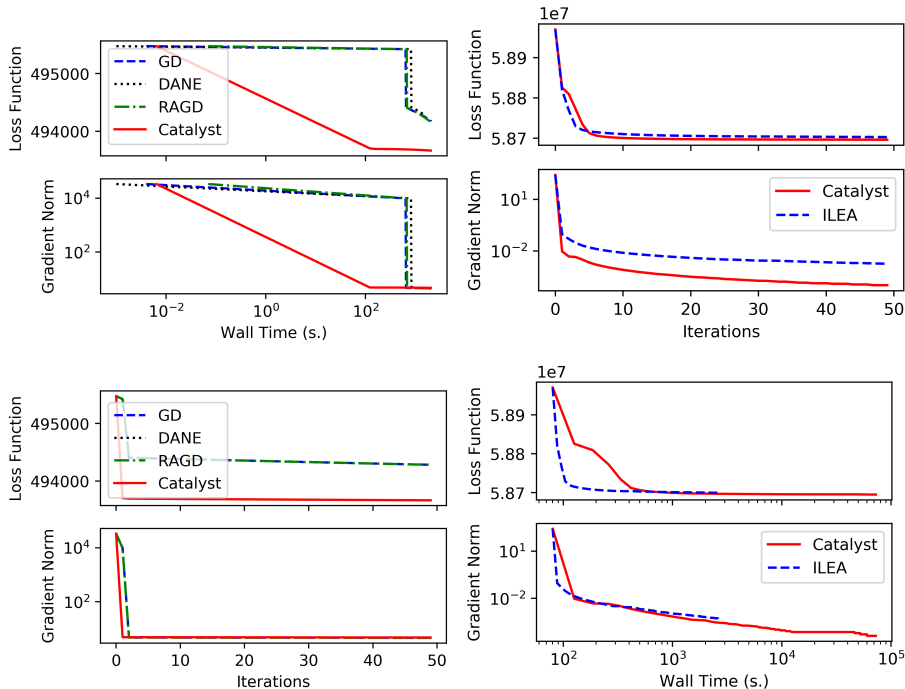 Loss Function
495000
494000
GD
DANE
RAGD
Catalyst
Gradient Norm
10^4
10^2
10^-2
10^0
10^2
Wall Time (s.)
1e7
Loss Function
5.89
5.88
5.87
Gradient Norm
10^1
10^-2
Catalyst
ILEA
0
10
20
30
40
50
Iterations
Loss Function
495000
494000
GD
DANE
RAGD
Catalyst
Gradient Norm
10^4
10^2
0
10
20
30
40
50
Iterations
1e7
Loss Function
5.89
5.88
5.87
Gradient Norm
10^1
10^-2
Catalyst
ILEA
10^2
10^3
10^4
10^5
Wall Time (s.)